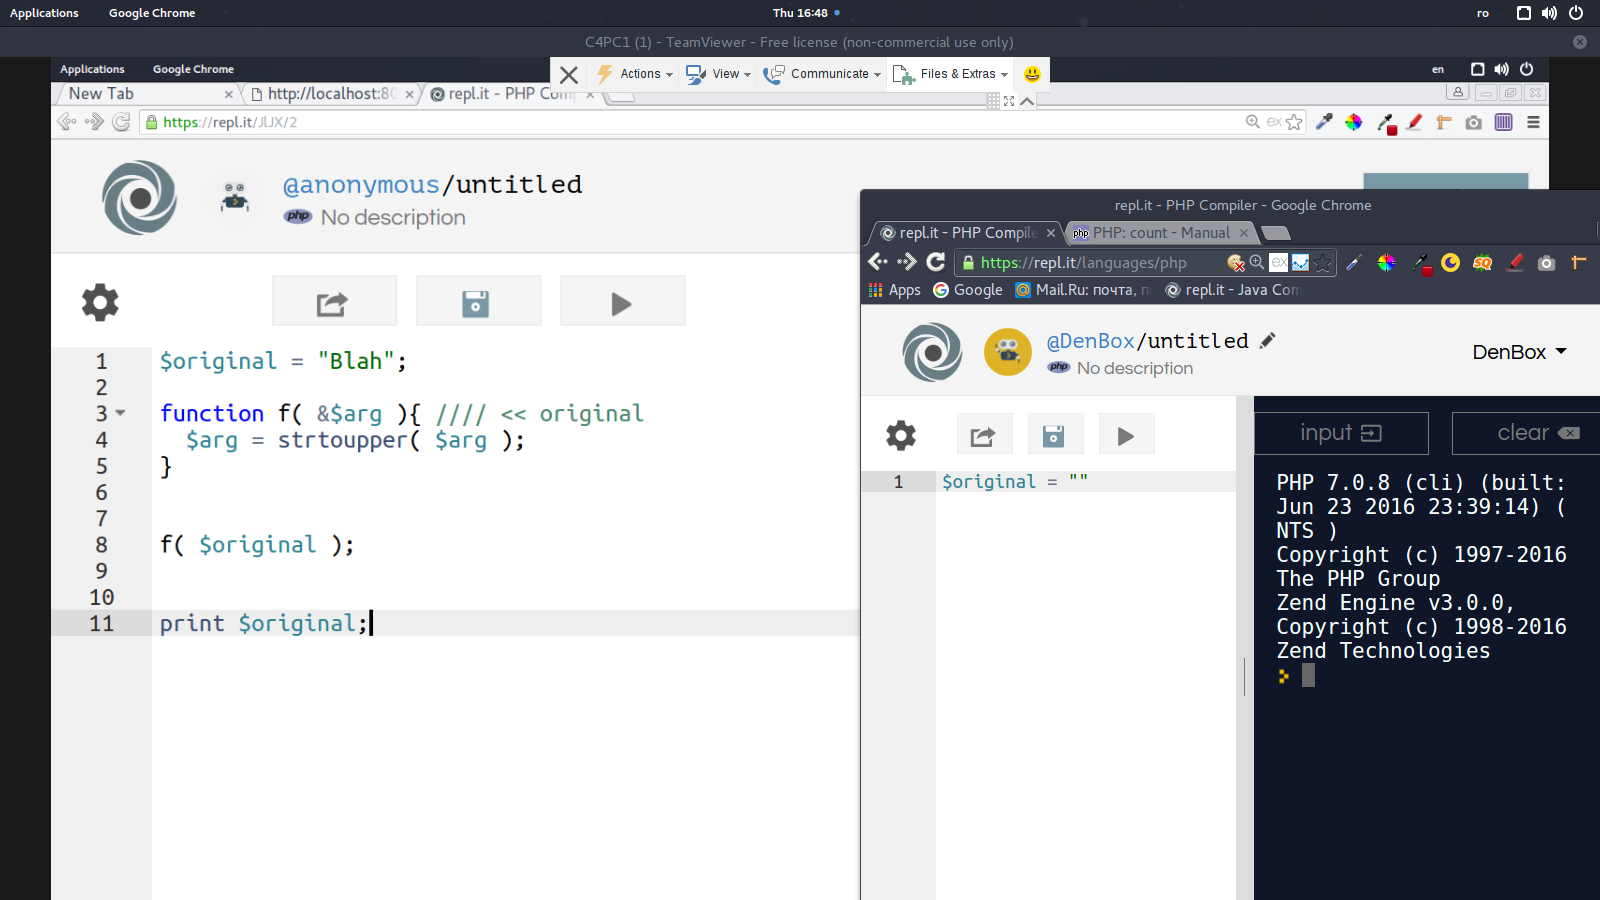 Applications Google Chrome Thu 16:48 ro
C4PC1 (1) - TeamViewer - Free license (non-commercial use only)
Applications Google Chrome en
Actions View Communicate Files & Extras
New Tab http://localhost:80 repl.it - PHP Comp
https://repl.it/JlJX/2
@anonymous/untitled
php No description
1 $original = "Blah";
2
3 function f( &$arg ){ //// << original
4 $arg = strtoupper( $arg );
5 }
6
7
8 f( $original );
9
10
11 print $original;
repl.it - PHP Compiler - Google Chrome
repl.it - PHP Compile php PHP: count - Manual
https://repl.it/languages/php
Apps Google Mail.Ru: почта, п repl.it - Java Com
@DenBox/untitled
php No description
DenBox
input clear
1 $original = ""
PHP 7.0.8 (cli) (built:
Jun 23 2016 23:39:14) (
NTS )
Copyright (c) 1997-2016
The PHP Group
Zend Engine v3.0.0,
Copyright (c) 1998-2016
Zend Technologies